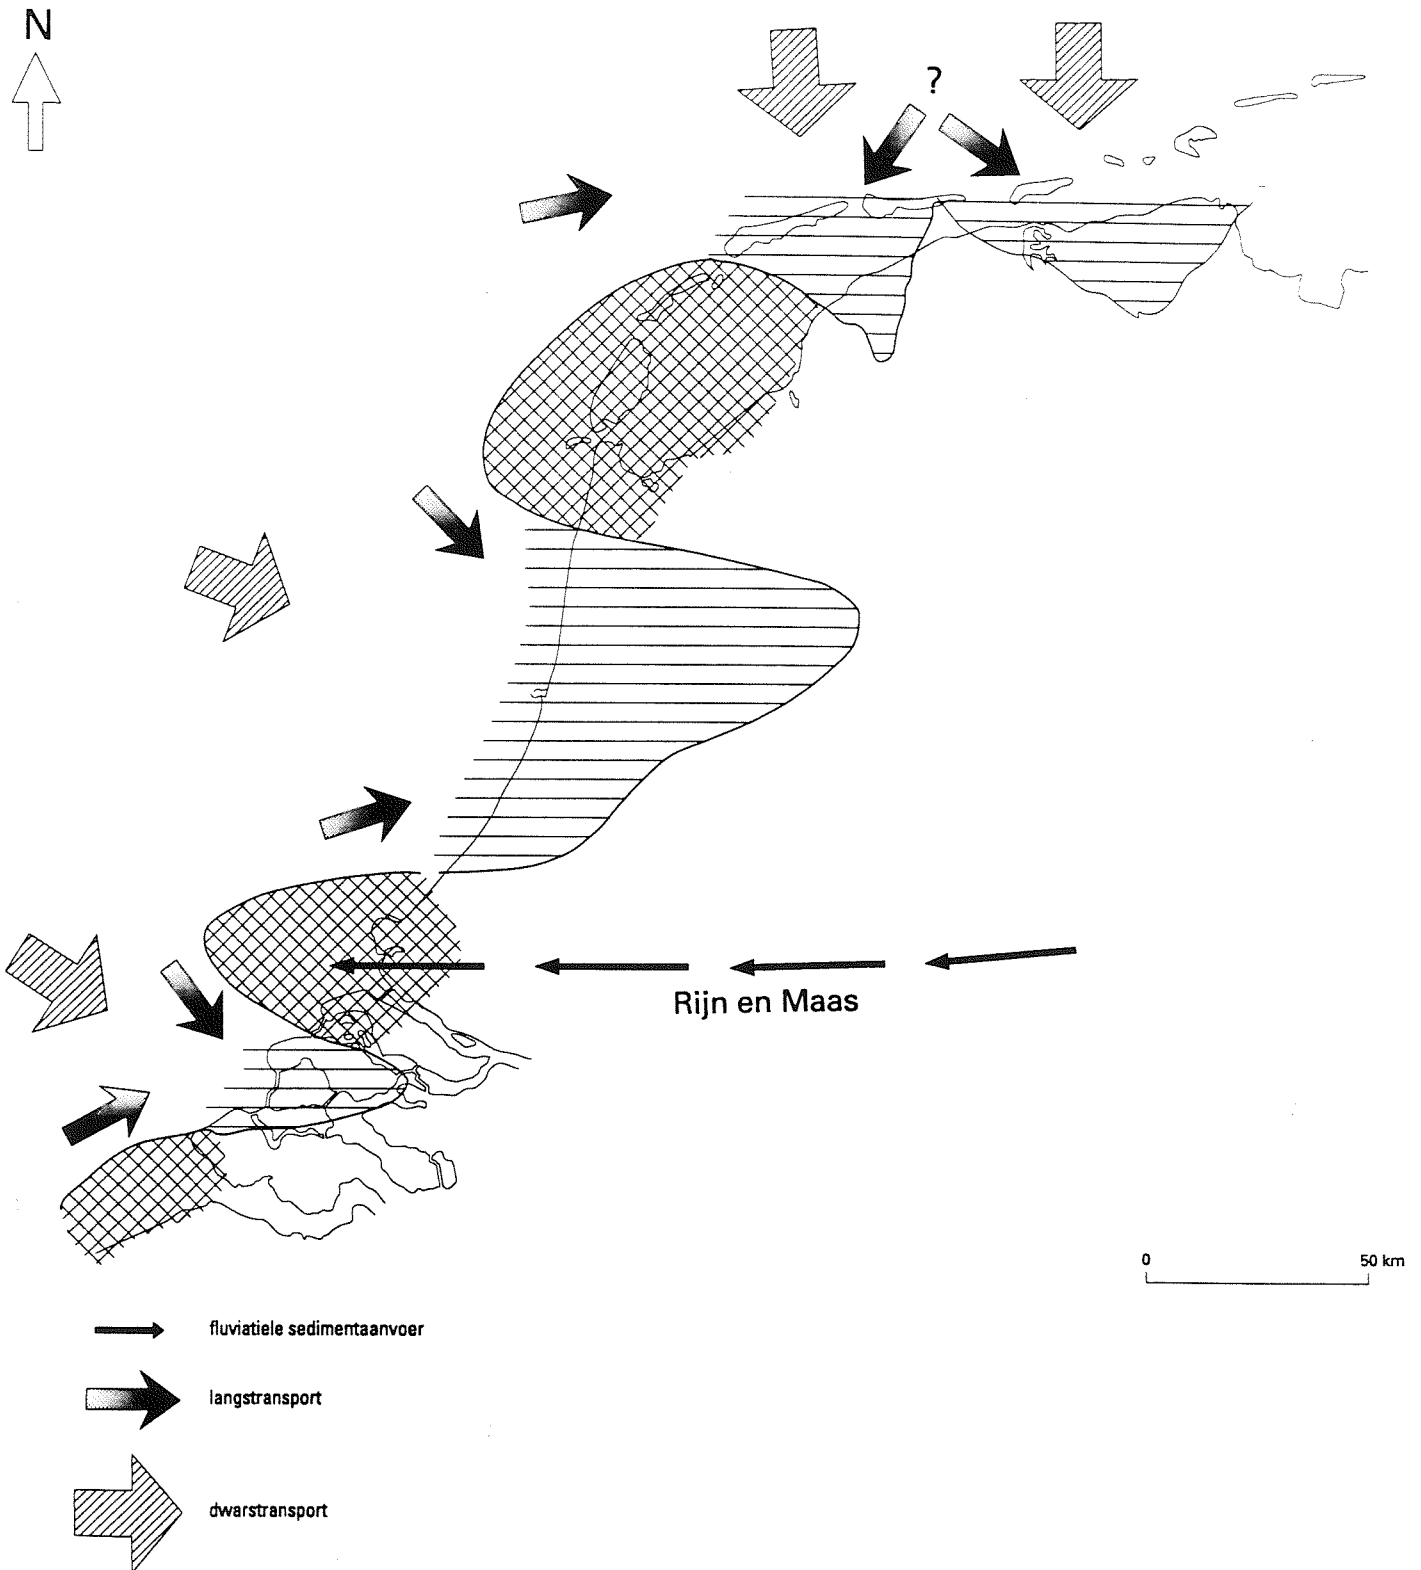 N
?
Rijn en Maas
0 50 km
fluviatiele sedimentaanvoer
langstransport
dwarstransport